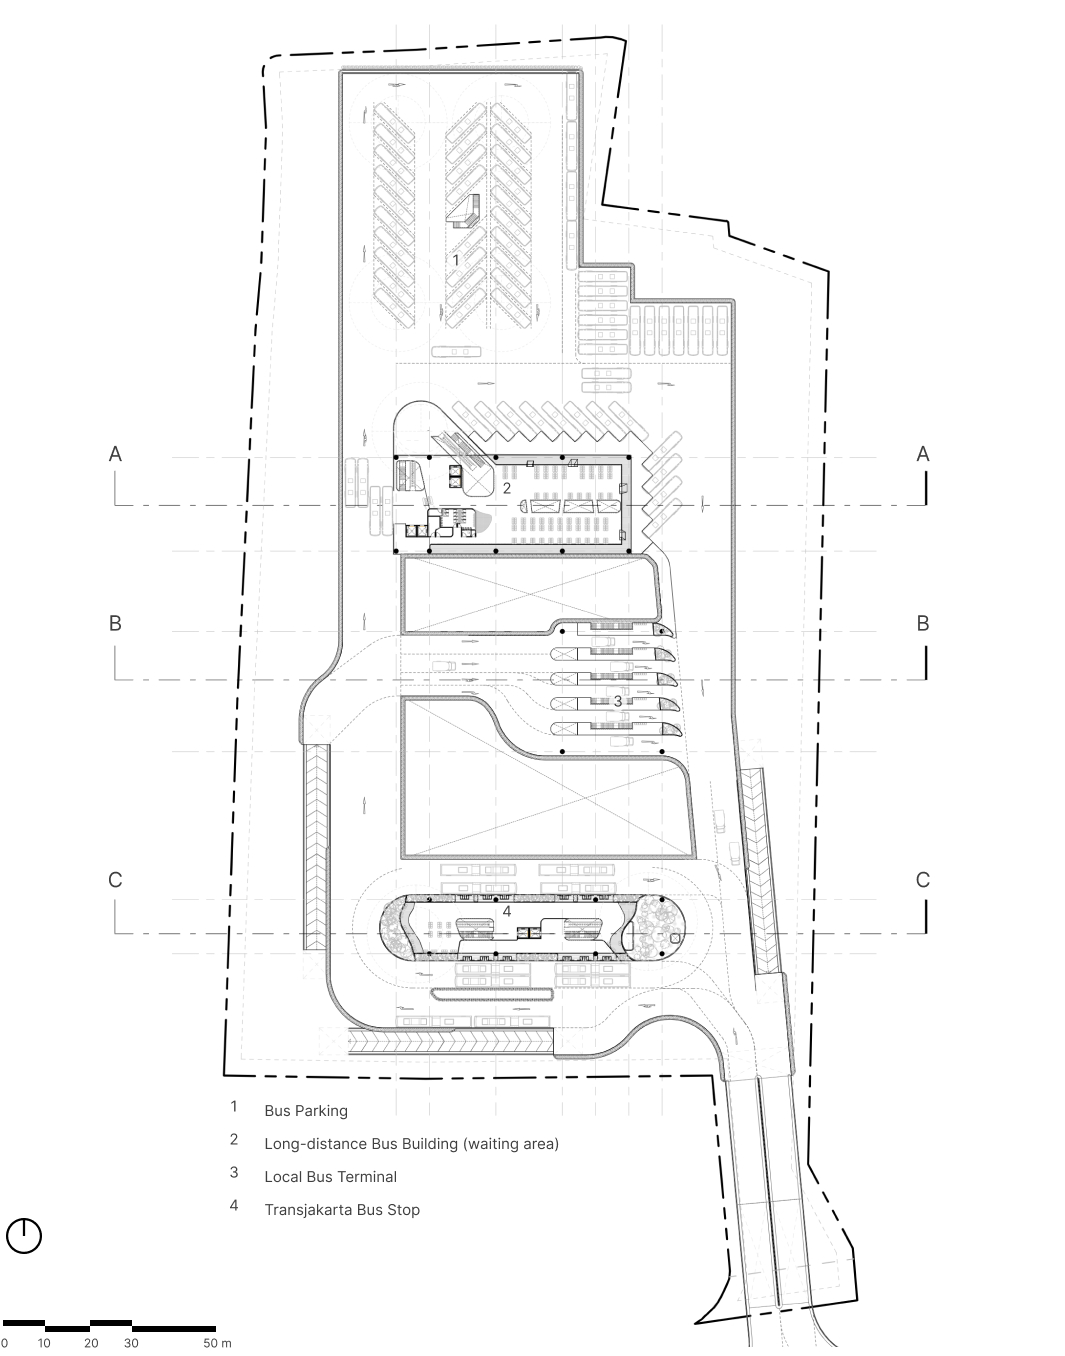 1
A
A
2
B
B
3
C
C
4
1 Bus Parking
2 Long-distance Bus Building (waiting area)
3 Local Bus Terminal
4 Transjakarta Bus Stop
0 10 20 30 50 m